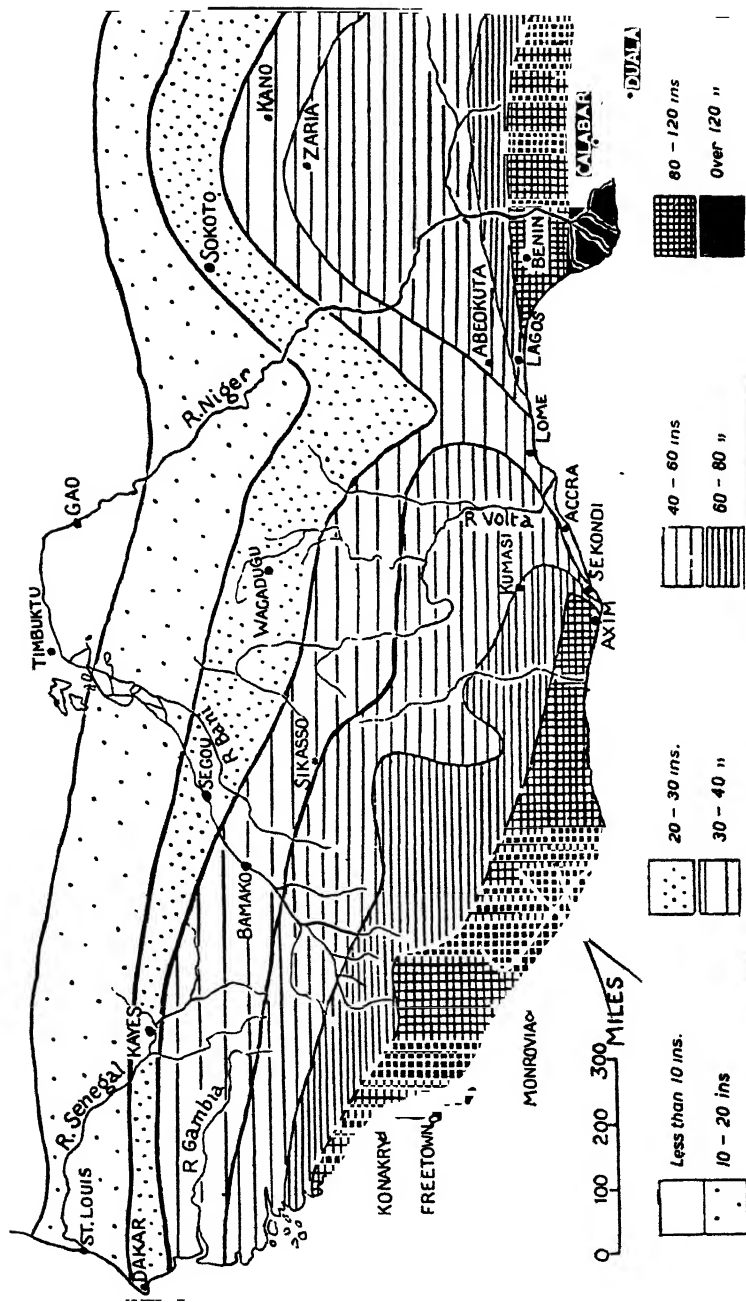 TIMBUKTU
GAO
R. Niger
ST. LOUIS
R. Senegal
DAKAR
KAYES
R Gambia
SEGOU
R Bani
BAMAKO
WAGADUGU
SIKASSO
SOKOTO
KANO
ZARIA
R Volta
KUMASI
ABEOKUTA
LOME
LAGOS
BENIN
ACCRA
SEKONDI
AXIM
CALABAR
DUALA
KONAKRY
FREETOWN
MONROVIA
0 100 200 300
MILES
Less than 10 ins.
10 - 20 ins
20 - 30 ins.
30 - 40 "
40 - 60 ins
60 - 80 "
80 - 120 ins
Over 120 "